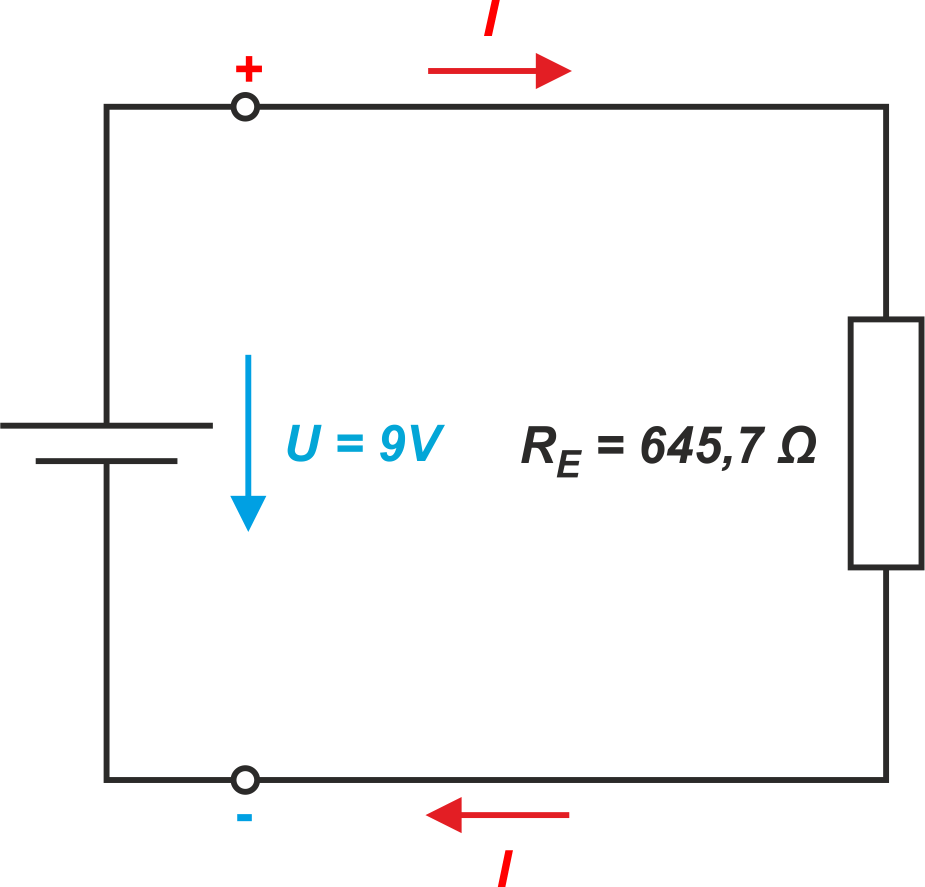 I
+
U = 9V
R_E = 645,7 Ω
-
I